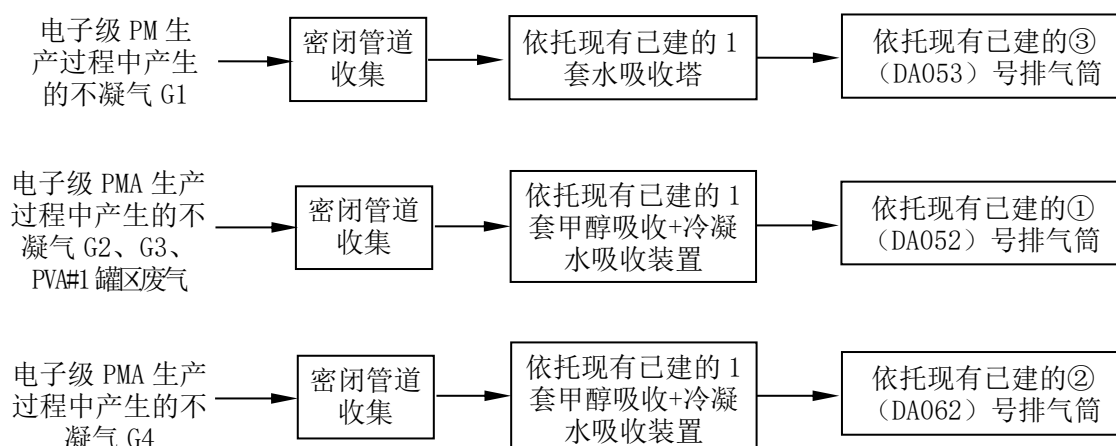 电子级 PM 生
产过程中产生
的不凝气 G1
密闭管道
收集
依托现有已建的 1
套水吸收塔
依托现有已建的③
（DA053）号排气筒
电子级 PMA 生产
过程中产生的不
凝气 G2、G3、
PVA#1 罐区废气
密闭管道
收集
依托现有已建的 1
套甲醇吸收+冷凝
水吸收装置
依托现有已建的①
（DA052）号排气筒
电子级 PMA 生产
过程中产生的不
凝气 G4
密闭管道
收集
依托现有已建的 1
套甲醇吸收+冷凝
水吸收装置
依托现有已建的②
（DA062）号排气筒